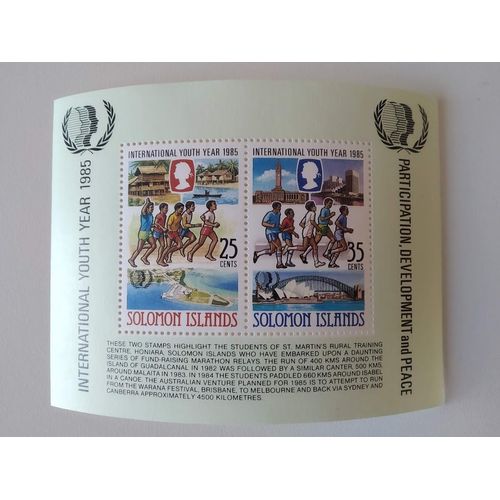 INTERNATIONAL YOUTH YEAR 1985
INTERNATIONAL YOUTH YEAR 1985
25
CENTS
SOLOMON ISLANDS
INTERNATIONAL YOUTH YEAR 1985
35
CENTS
SOLOMON ISLANDS
PARTICIPATION, DEVELOPMENT and PEACE
THESE TWO STAMPS HIGHLIGHT THE STUDENTS OF ST. MARTIN'S RURAL TRAINING
CENTRE, HONIARA, SOLOMON ISLANDS WHO HAVE EMBARKED UPON A DAUNTING
SERIES OF FUND-RAISING MARATHON RELAYS. THE RUN OF 400 KMS AROUND THE
ISLAND OF GUADALCANAL IN 1982 WAS FOLLOWED BY A SIMILAR CANTER, 500 KMS,
AROUND MALAITA IN 1983. IN 1984 THE STUDENTS PADDLED 660 KMS AROUND ISABEL
IN A CANOE. THE AUSTRALIAN VENTURE PLANNED FOR 1985 IS TO ATTEMPT TO RUN
FROM THE WARANA FESTIVAL, BRISBANE, TO MELBOURNE AND BACK VIA SYDNEY AND
CANBERRA APPROXIMATELY 4500 KILOMETRES.